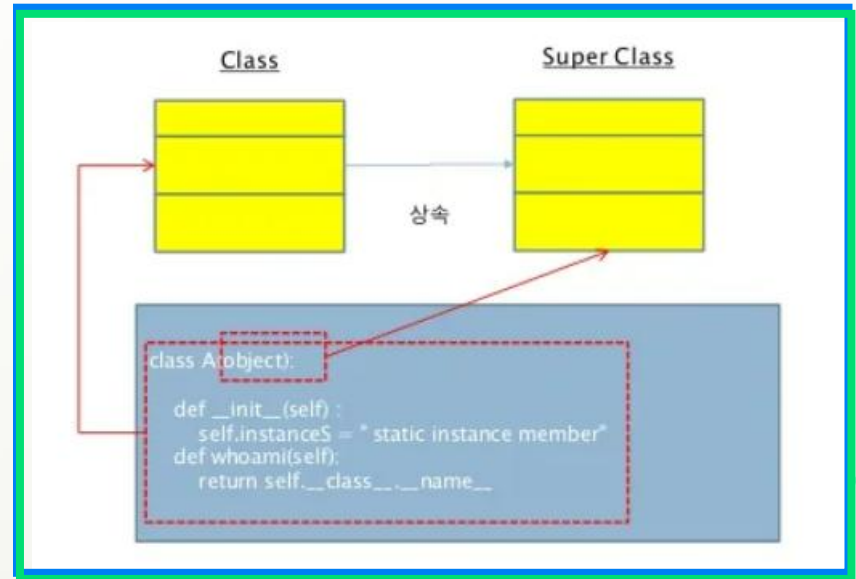 Class
Super Class
상속
class A(object):
def __init__(self) :
self.instanceS = " static instance member"
def whoami(self):
return self.__class__.__name__